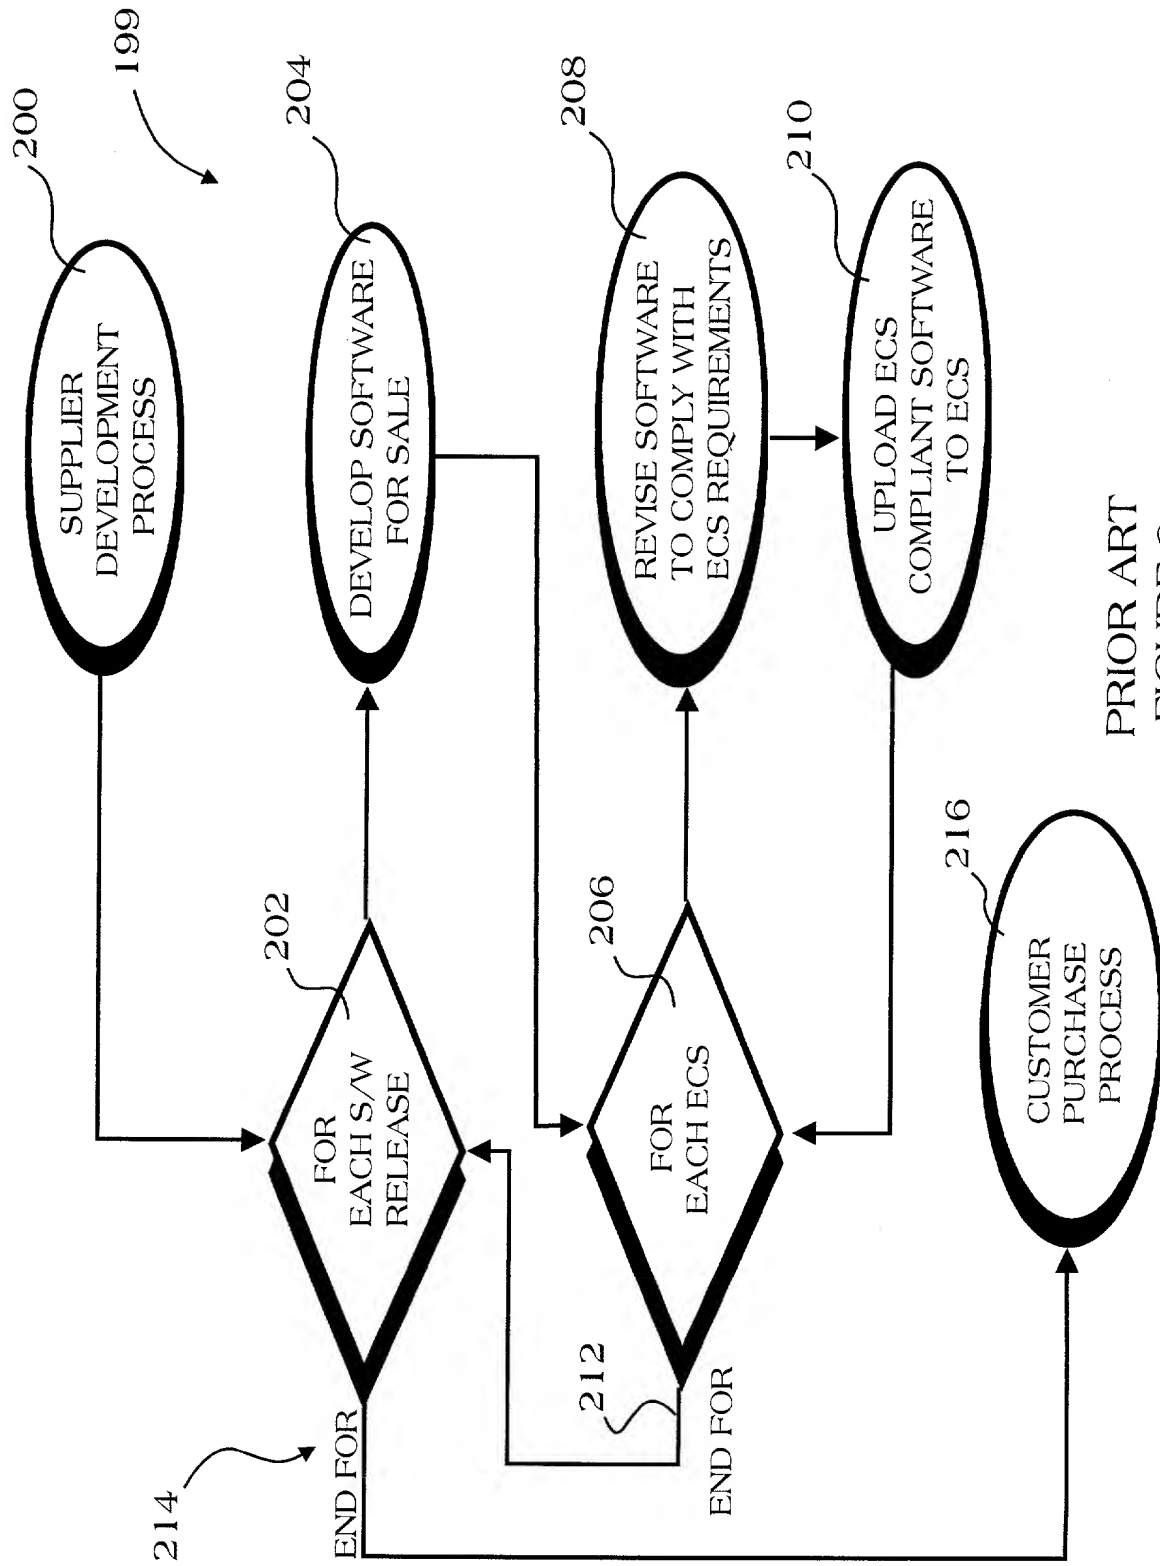 200
199
SUPPLIER
DEVELOPMENT
PROCESS
214
END FOR
FOR
EACH S/W
RELEASE
202
DEVELOP SOFTWARE
FOR SALE
204
212
END FOR
FOR
EACH ECS
206
REVISE SOFTWARE
TO COMPLY WITH
ECS REQUIREMENTS
208
UPLOAD ECS
COMPLIANT SOFTWARE
TO ECS
210
CUSTOMER
PURCHASE
PROCESS
216
PRIOR ART
FIGURE